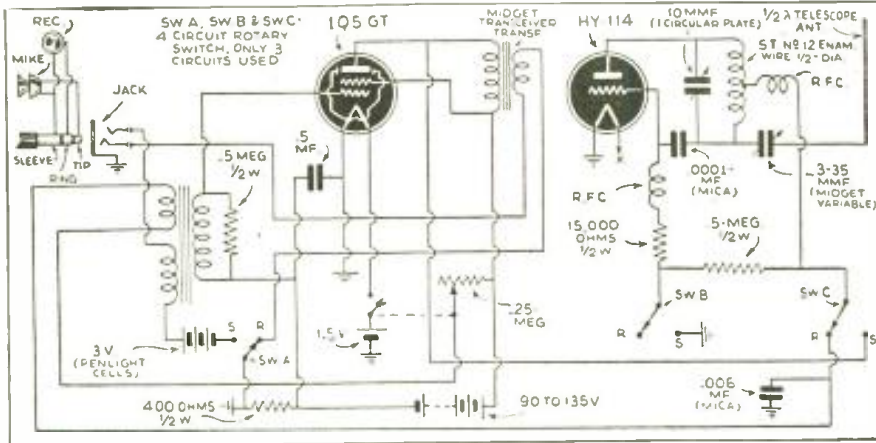 REC.
MIKE
JACK
SLEEVE
RING
TIP
SW A, SW B & SW C-
4 CIRCUIT ROTARY
SWITCH, ONLY 3
CIRCUITS USED
1Q5 GT
MIDGET
TRANSCEIVER
TRANSF.
HY 114
10 MMF
(1 CIRCULAR PLATE)
1/2 λ TELESCOPE
ANT
5T. Nº 12 ENAM.
WIRE 1/2" DIA
R.F.C.
.5 MEG
1/2 W
.5
MF
.0001-
MF
(MICA)
3-35
MMF
(MIDGET
VARIABLE)
R F C
15,000
OHMS
1/2 W
.5-MEG
1/2 W
.25
MEG
SW B
SW C
R
S
R
S
3 V
(PENLIGHT
CELLS)
S
R
SW A
1.5 V
400 OHMS
1/2 W
90 TO 135V
.006
MF
(MICA)